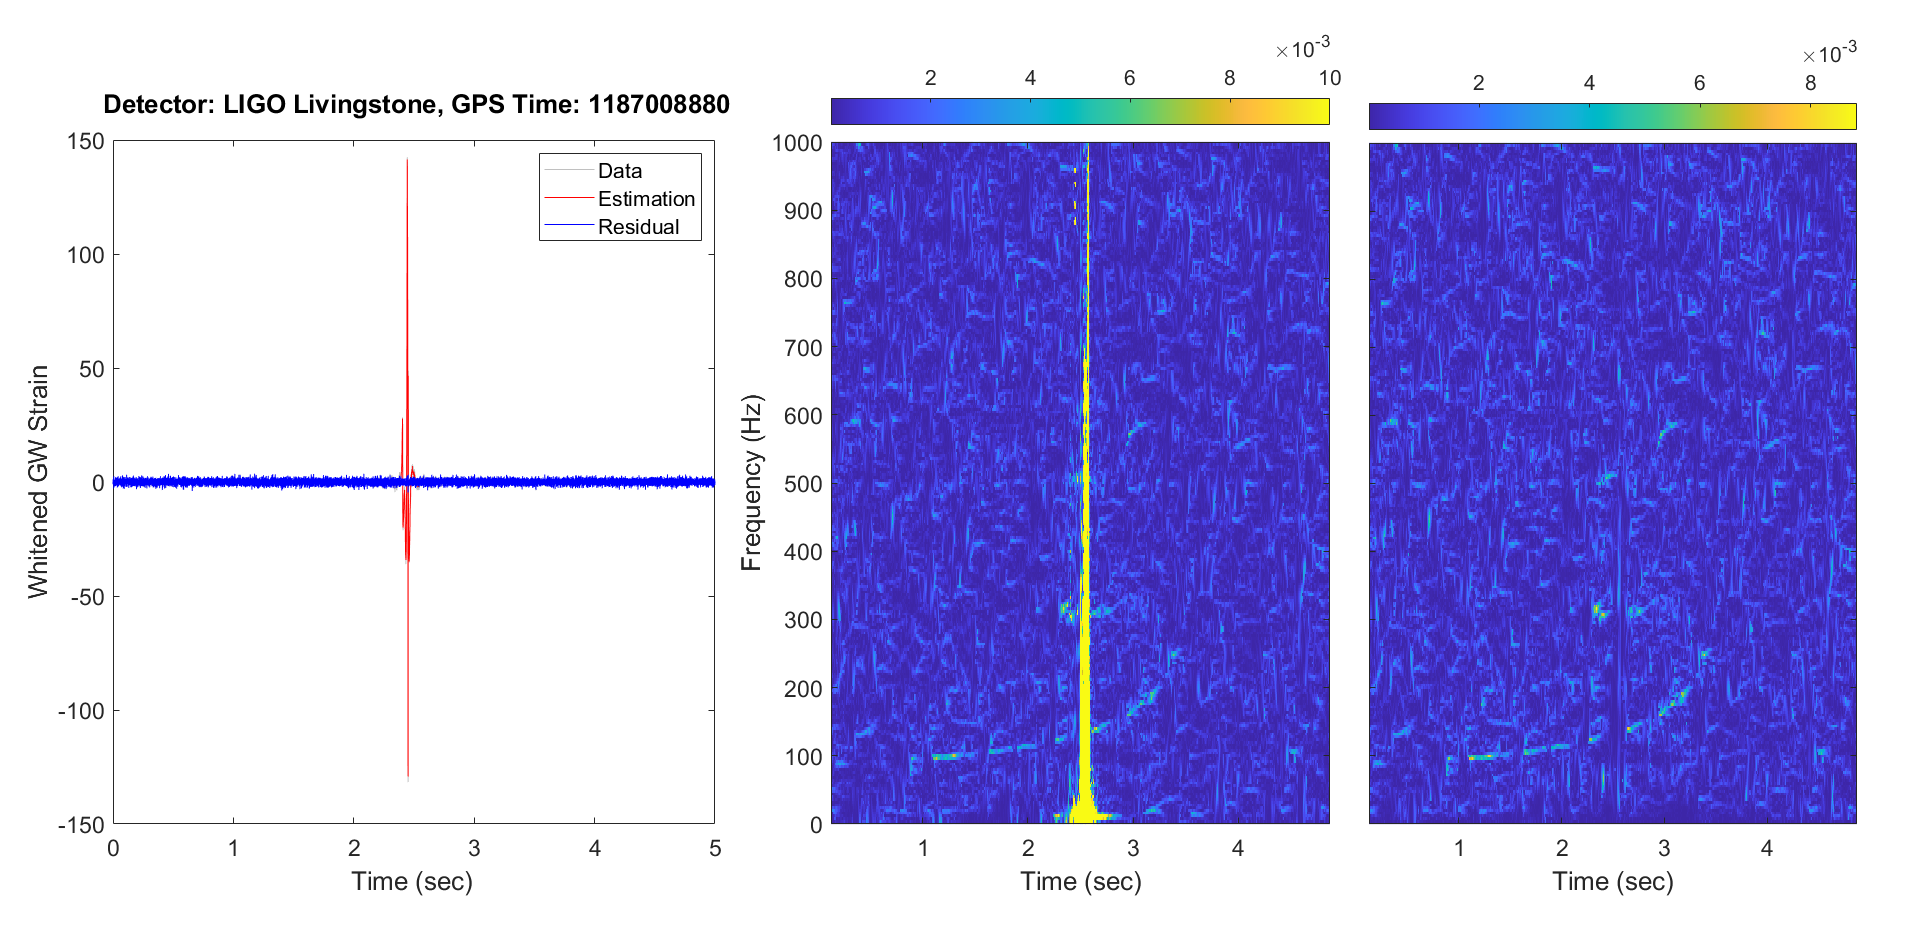 Detector: LIGO Livingstone, GPS Time: 1187008880
150
100
50
0
-50
-100
-150
0 1 2 3 4 5
Whitened GW Strain
Time (sec)
Data
Estimation
Residual
×10-3
2 4 6 8 10
1000
900
800
700
600
500
400
300
200
100
0
Frequency (Hz)
1 2 3 4
Time (sec)
×10-3
2 4 6 8
1 2 3 4
Time (sec)